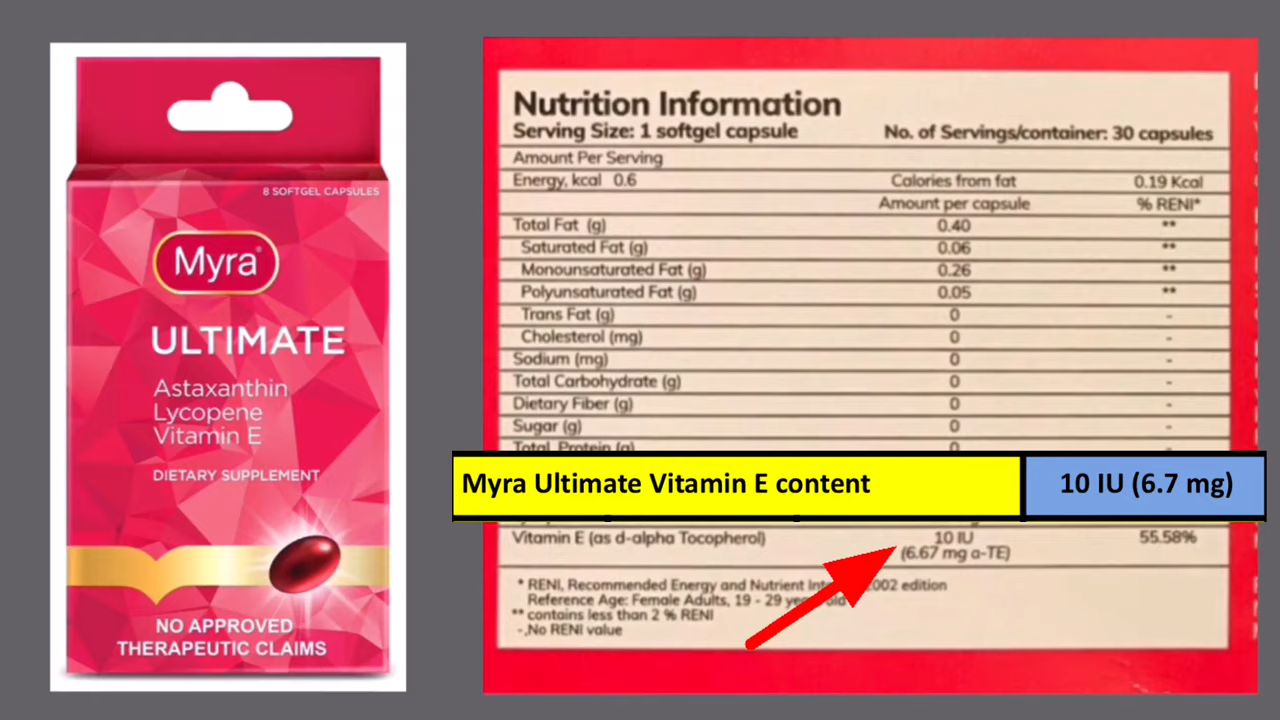 8 SOFTGEL CAPSULES
Myra®
ULTIMATE
Astaxanthin
Lycopene
Vitamin E
DIETARY SUPPLEMENT
NO APPROVED
THERAPEUTIC CLAIMS
Nutrition Information
Serving Size: 1 softgel capsule No. of Servings/container: 30 capsules
Amount Per Serving
Energy, kcal 0.6 Calories from fat 0.19 Kcal
Amount per capsule % RENI*
Total Fat (g) 0.40 **
Saturated Fat (g) 0.06 **
Monounsaturated Fat (g) 0.26 **
Polyunsaturated Fat (g) 0.05 **
Trans Fat (g) 0 -
Cholesterol (mg) 0 -
Sodium (mg) 0 -
Total Carbohydrate (g) 0 -
Dietary Fiber (g) 0 -
Sugar (g) 0 -
Total Protein (g) 0
Myra Ultimate Vitamin E content 10 IU (6.7 mg)
Vitamin E (as d-alpha Tocopherol) 10 IU 55.58%
(6.67 mg a-TE)
* RENI, Recommended Energy and Nutrient 2002 edition
Reference Age: Female Adults, 19 - 29 old
** contains less than 2 % RENI
-,No RENI value